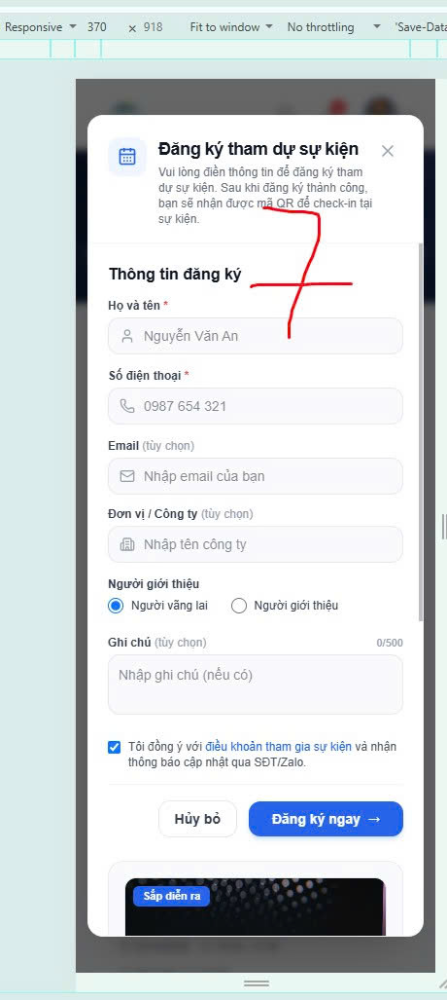 Responsive 370 x 918 Fit to window No throttling 'Save-Data
Đăng ký tham dự sự kiện
Vui lòng điền thông tin để đăng ký tham
dự sự kiện. Sau khi đăng ký thành công,
bạn sẽ nhận được mã QR để check-in tại
sự kiện.
7
Thông tin đăng ký
Họ và tên *
Nguyễn Văn An
Số điện thoại *
0987 654 321
Email (tùy chọn)
Nhập email của bạn
Đơn vị / Công ty (tùy chọn)
Nhập tên công ty
Người giới thiệu
Người vãng lai Người giới thiệu
Ghi chú (tùy chọn) 0/500
Nhập ghi chú (nếu có)
Tôi đồng ý với điều khoản tham gia sự kiện và nhận
thông báo cập nhật qua SĐT/Zalo.
Hủy bỏ Đăng ký ngay →
Sắp diễn ra